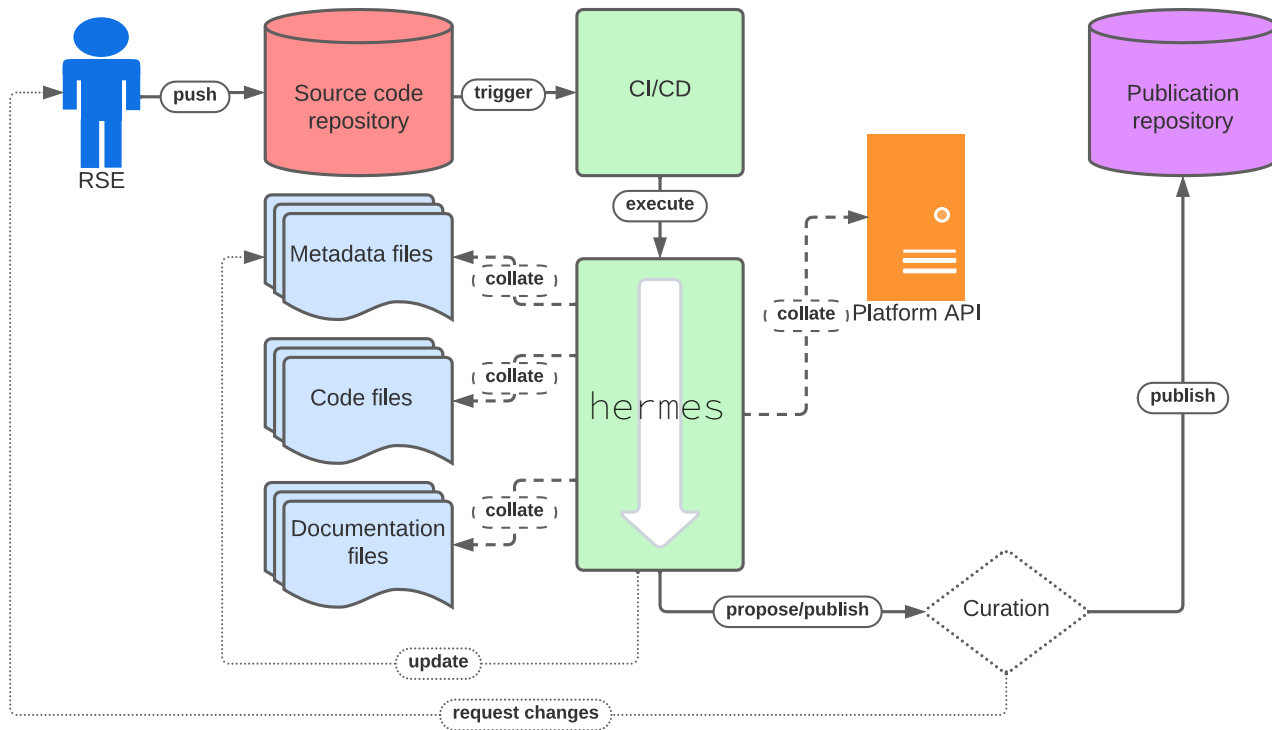 RSE
push
Source code
repository
trigger
CI/CD
Publication
repository
execute
Metadata files
collate
collate
Platform API
Code files
collate
hermes
publish
Documentation
files
collate
propose/publish
Curation
update
request changes